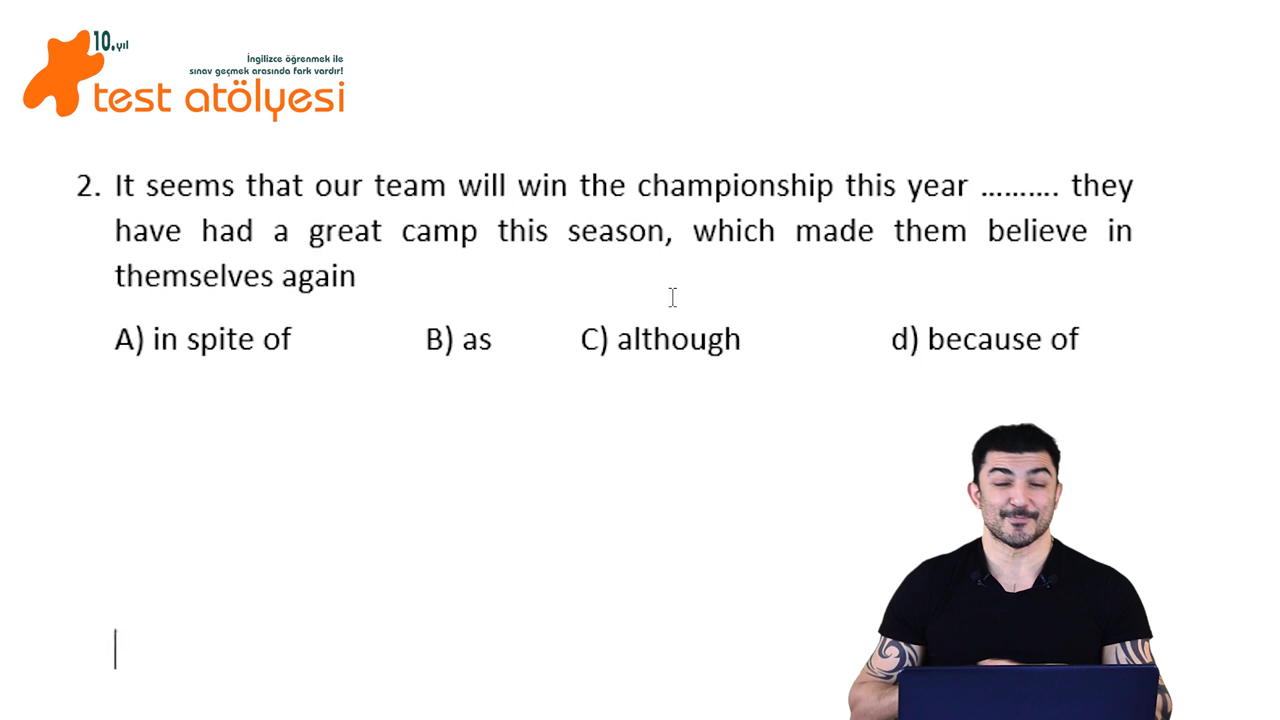 10.yıl
İngilizce öğrenmek ile
sınav geçmek arasında fark vardır!
test atölyesi
2. It seems that our team will win the championship this year .......... they
have had a great camp this season, which made them believe in
themselves again
A) in spite of B) as C) although d) because of